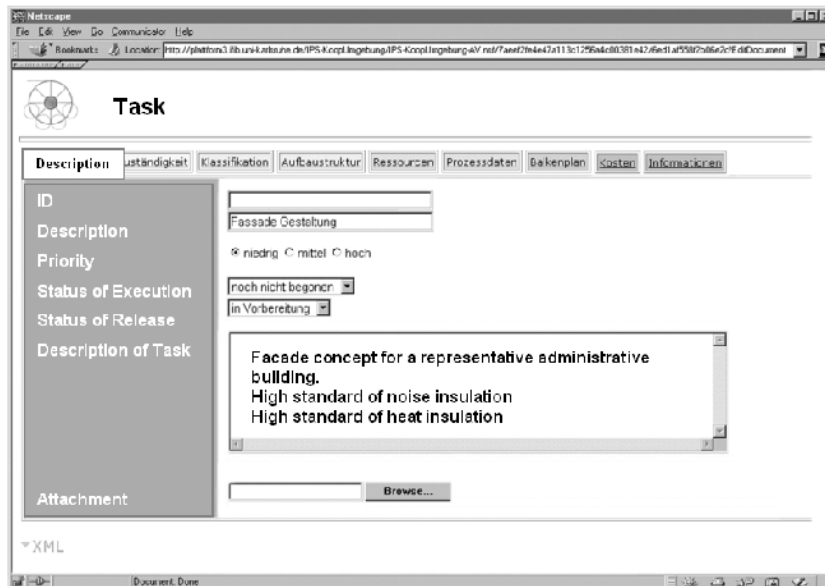 Netscape
File Edit View Go Communicator Help
Bookmarks Location:
Task
Description uständigkeit Klassifikation Aufbaustruktur Ressourcen Prozessdaten Balkenplan Kosten Informationen
ID
Description Fassade Gestaltung
Priority niedrig mittel hoch
Status of Execution noch nicht begonen
Status of Release in Vorbereitung
Description of Task
Facade concept for a representative administrative
building.
High standard of noise insulation
High standard of heat insulation
Attachment Browse...
XML
Document: Done